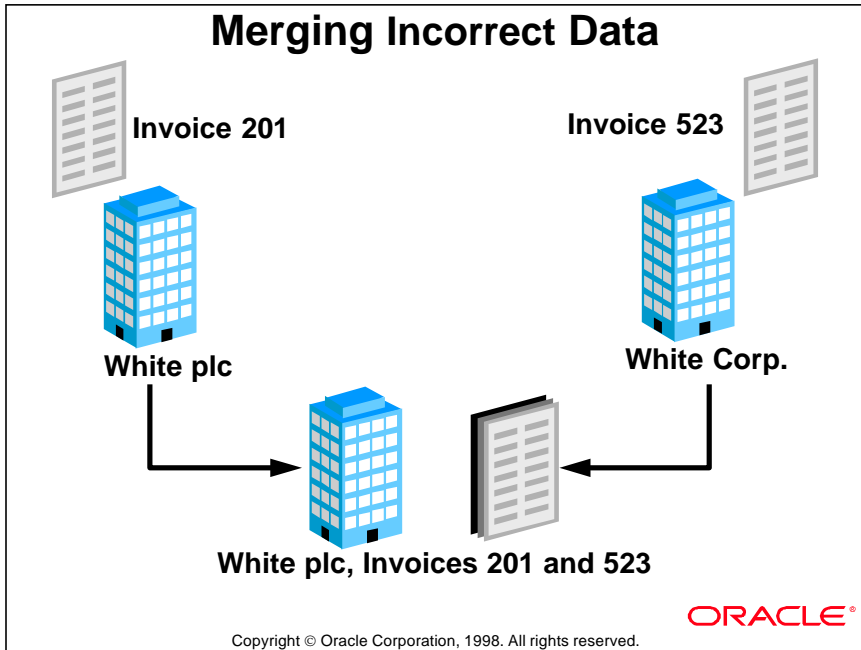 Merging Incorrect Data
Invoice 201
Invoice 523
White plc
White Corp.
White plc, Invoices 201 and 523
ORACLE®
Copyright © Oracle Corporation, 1998. All rights reserved.